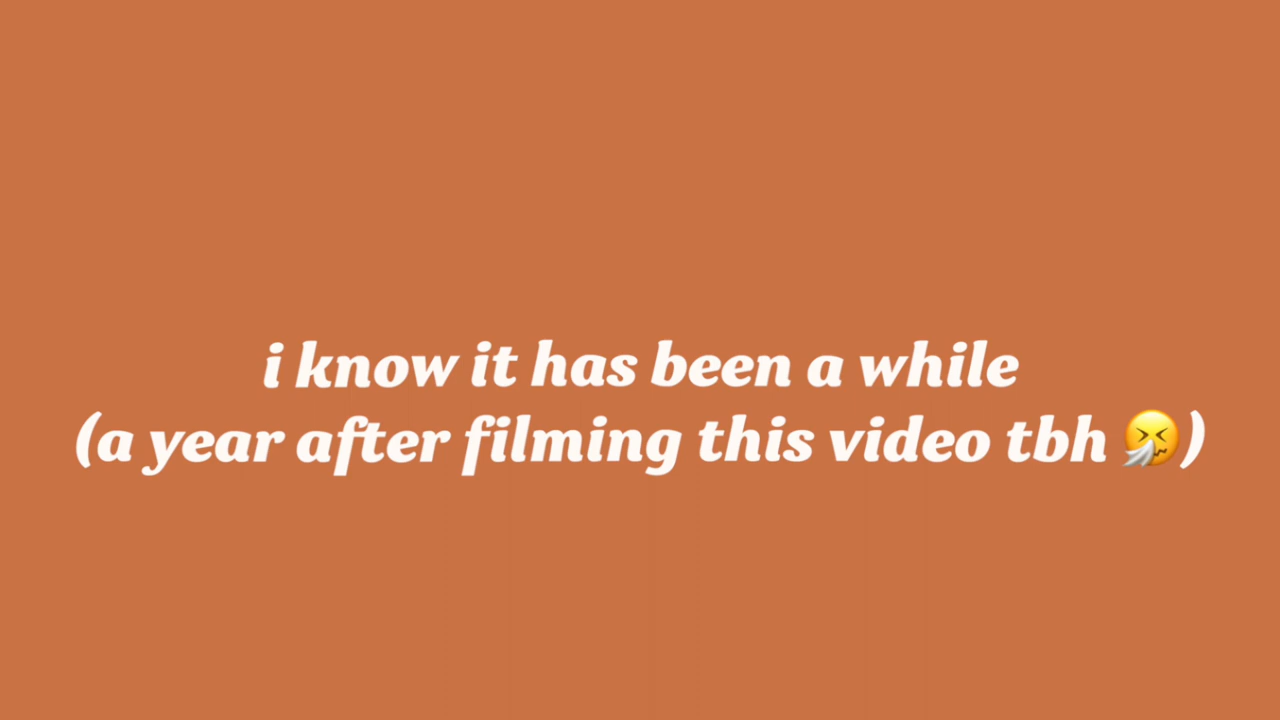 i know it has been a while
(a year after filming this video tbh 🤧)